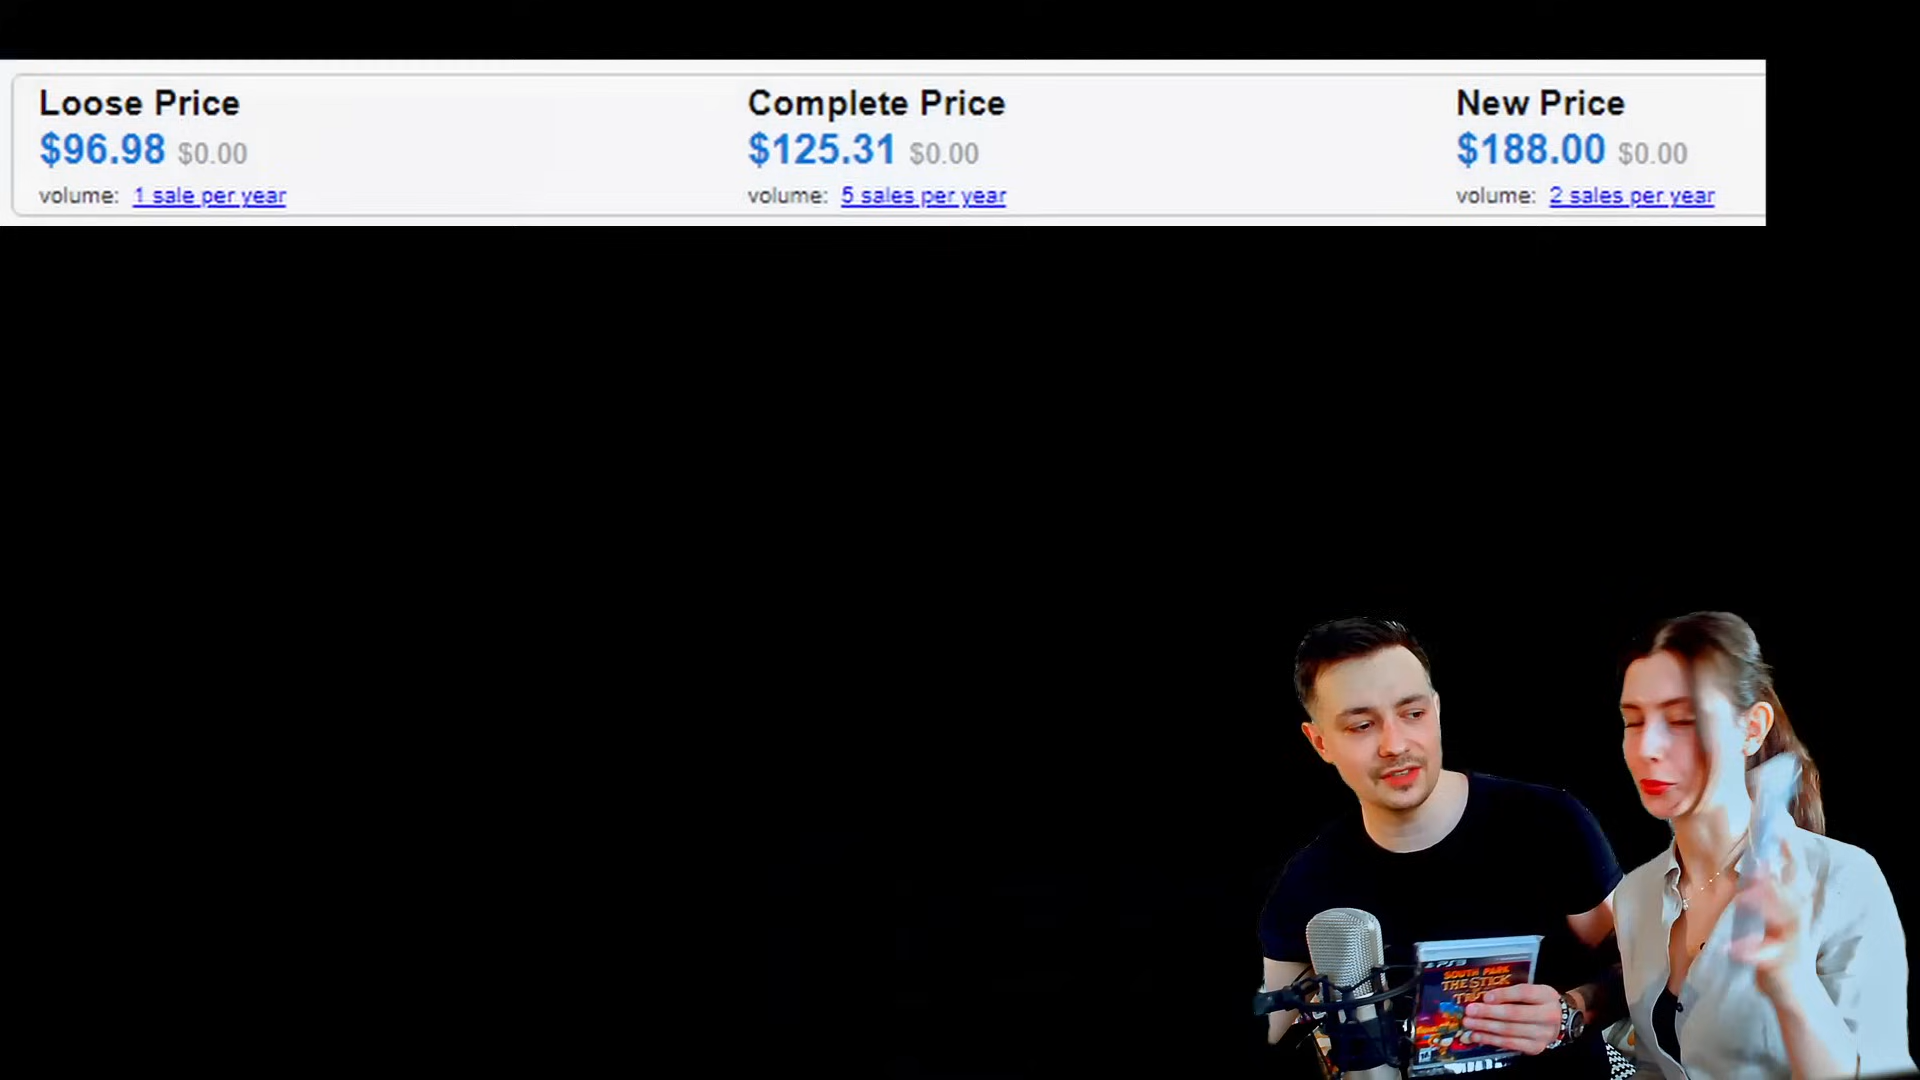 Loose Price
$96.98 $0.00
volume: 1 sale per year
Complete Price
$125.31 $0.00
volume: 5 sales per year
New Price
$188.00 $0.00
volume: 2 sales per year
PS3
SOUTH PARK
THE STICK